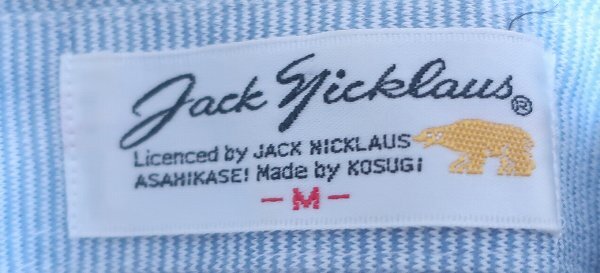 Jack Nicklaus®
Licenced by JACK NICKLAUS
ASAHIKASEI Made by KOSUGI
-M-